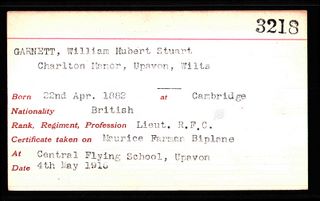 3218
GARNETT, William Hubert Stuart
Charlton Manor, Upavon, Wilts
Born 22nd Apr. 1882 at Cambridge
Nationality British
Rank, Regiment, Profession Lieut. R.F.C.
Certificate taken on Maurice Farman Biplane
At Central Flying School, Upavon
Date 4th May 1916